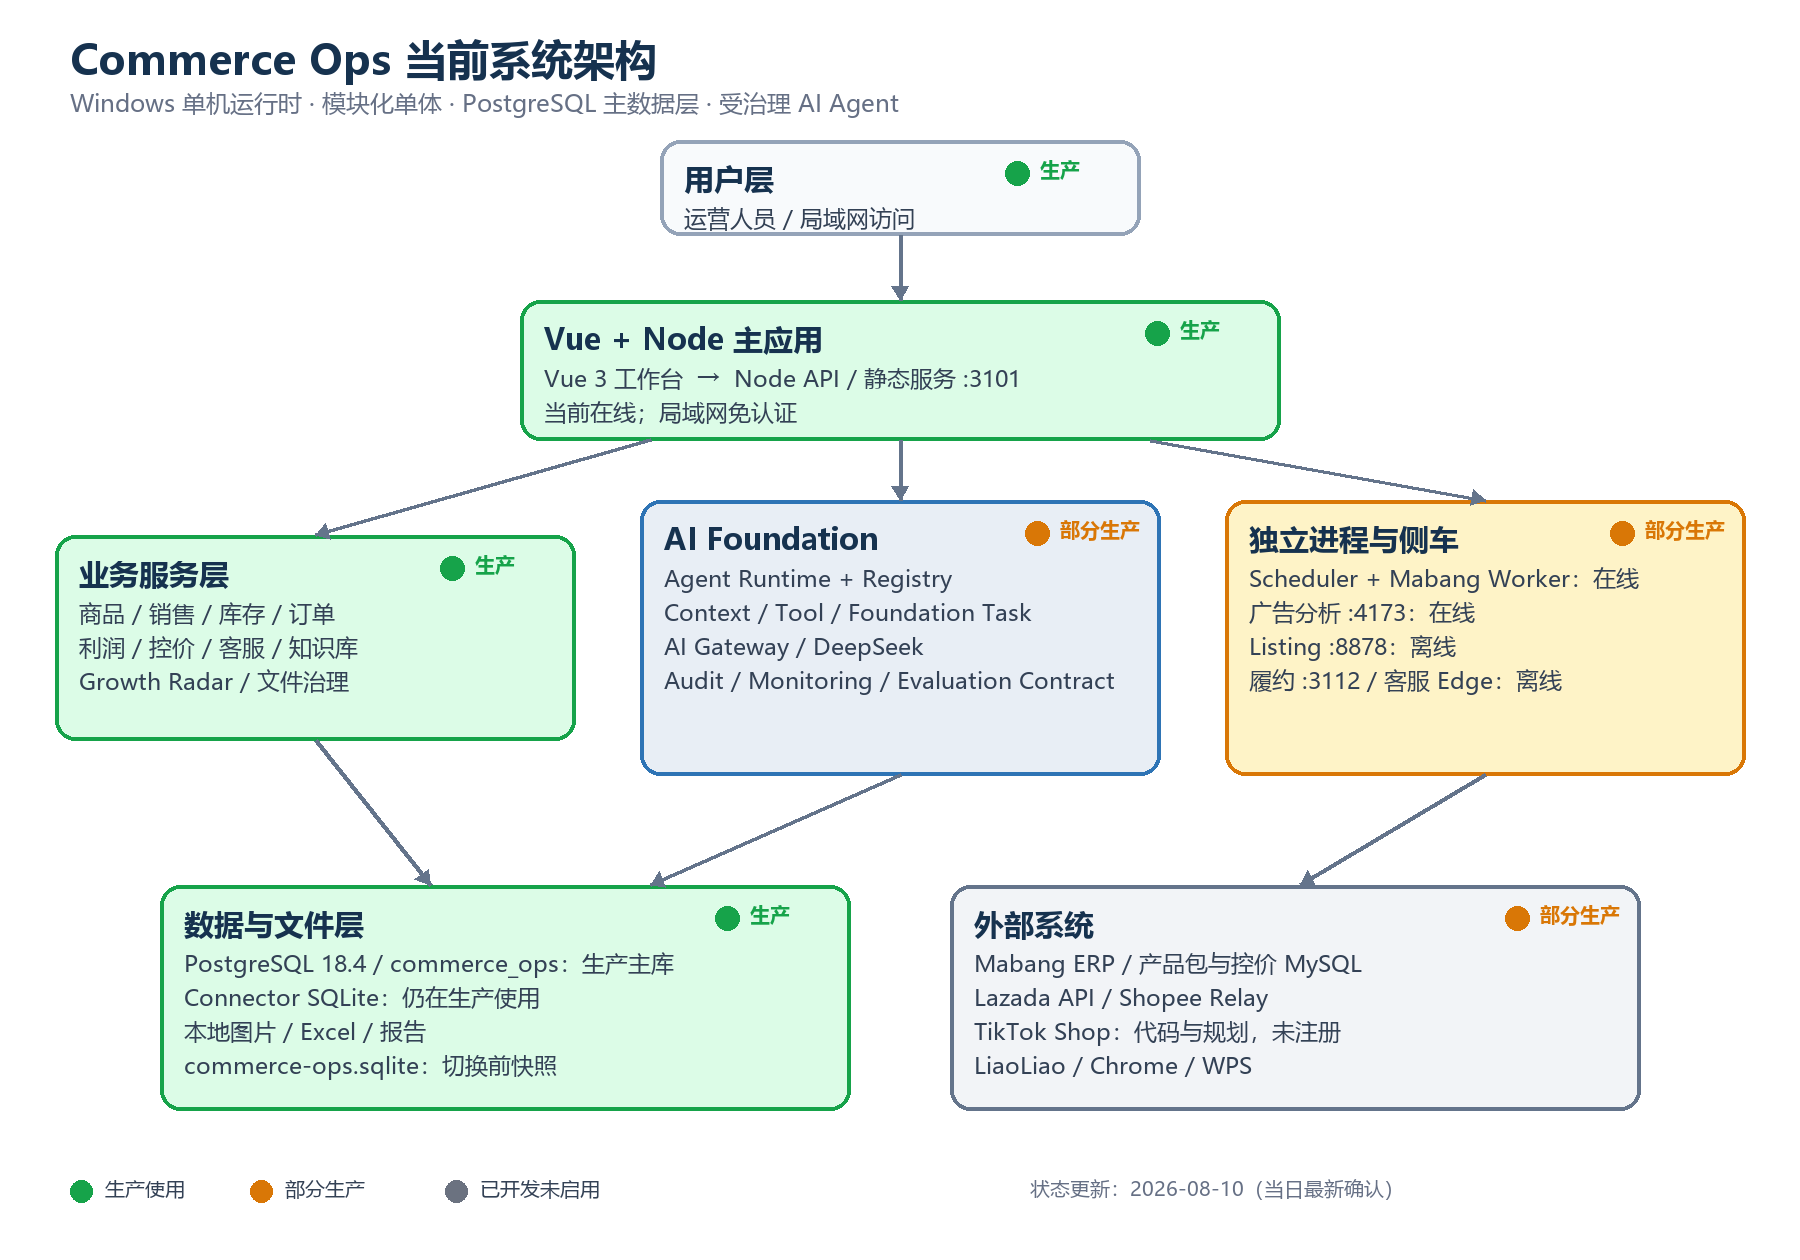 Commerce Ops 当前系统架构
Windows 单机运行时 · 模块化单体 · PostgreSQL 主数据层 · 受治理 AI Agent
用户层
生产
运营人员 / 局域网访问
Vue + Node 主应用
生产
Vue 3 工作台 → Node API / 静态服务 :3101
当前在线；局域网免认证
业务服务层
生产
商品 / 销售 / 库存 / 订单
利润 / 控价 / 客服 / 知识库
Growth Radar / 文件治理
AI Foundation
部分生产
Agent Runtime + Registry
Context / Tool / Foundation Task
AI Gateway / DeepSeek
Audit / Monitoring / Evaluation Contract
独立进程与侧车
部分生产
Scheduler + Mabang Worker：在线
广告分析 :4173：在线
Listing :8878：离线
履约 :3112 / 客服 Edge：离线
数据与文件层
生产
PostgreSQL 18.4 / commerce_ops：生产主库
Connector SQLite：仍在生产使用
本地图片 / Excel / 报告
commerce-ops.sqlite：切换前快照
外部系统
部分生产
Mabang ERP / 产品包与控价 MySQL
Lazada API / Shopee Relay
TikTok Shop：代码与规划，未注册
LiaoLiao / Chrome / WPS
生产使用
部分生产
已开发未启用
状态更新：2026-08-10（当日最新确认）